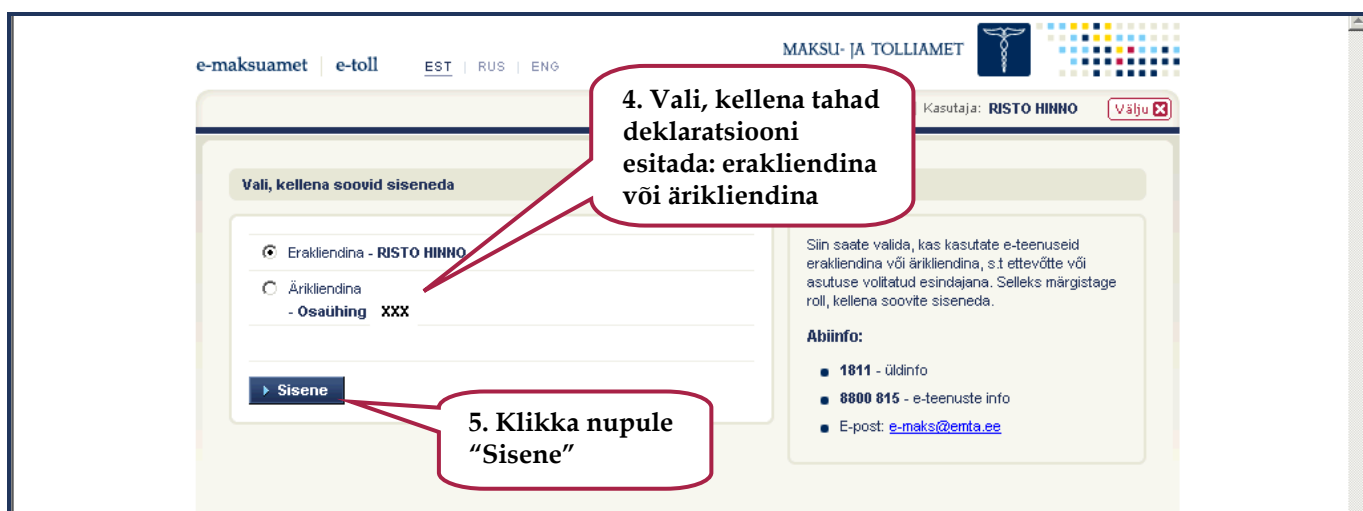 MAKSU- JA TOLLIAMET
e-maksuamet | e-toll EST | RUS | ENG
4. Vali, kellena tahad
deklaratsiooni
esitada: erakliendina
või ärikliendina
Kasutaja: RISTO HINNO Välju
Vali, kellena soovid siseneda
Erakliendina - RISTO HINNO
Ärikliendina
- Osaühing XXX
Sisene
5. Klikka nupule
“Sisene”
Siin saate valida, kas kasutate e-teenuseid
erakliendina või ärikliendina, s.t ettevõtte või
asutuse volitatud esindajana. Selleks märgistage
roll, kellena soovite siseneda.
Abiinfo:
1811 - üldinfo
8800 815 - e-teenuste info
E-post: e-maks@emta.ee